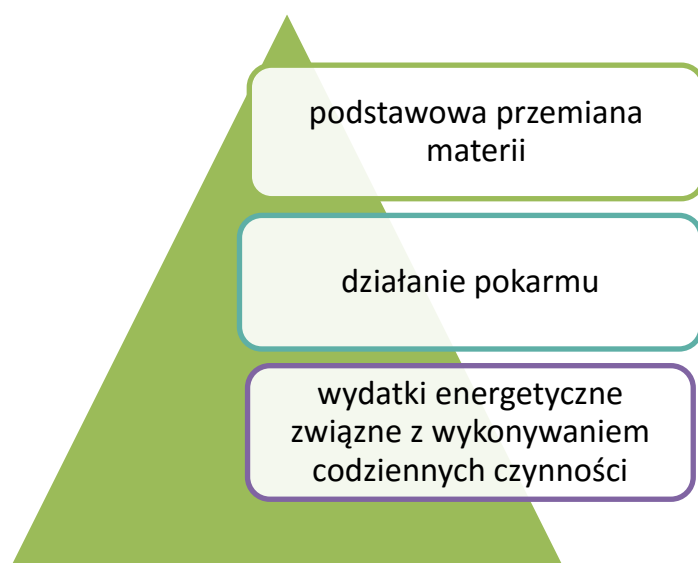 podstawowa przemiana
materii
działanie pokarmu
wydatki energetyczne
związne z wykonywaniem
codziennych czynności